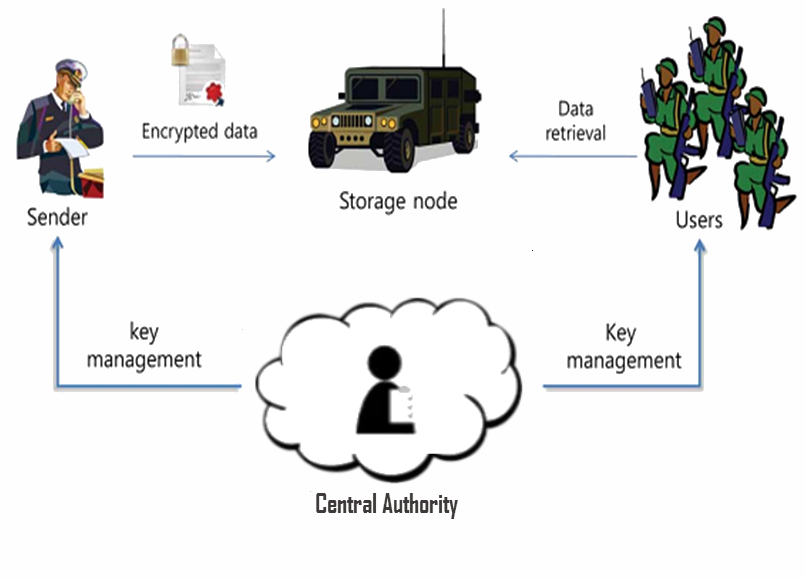 Encrypted data
Data
retrieval
Storage node
Sender
Users
key
management
Key
management
Central Authority